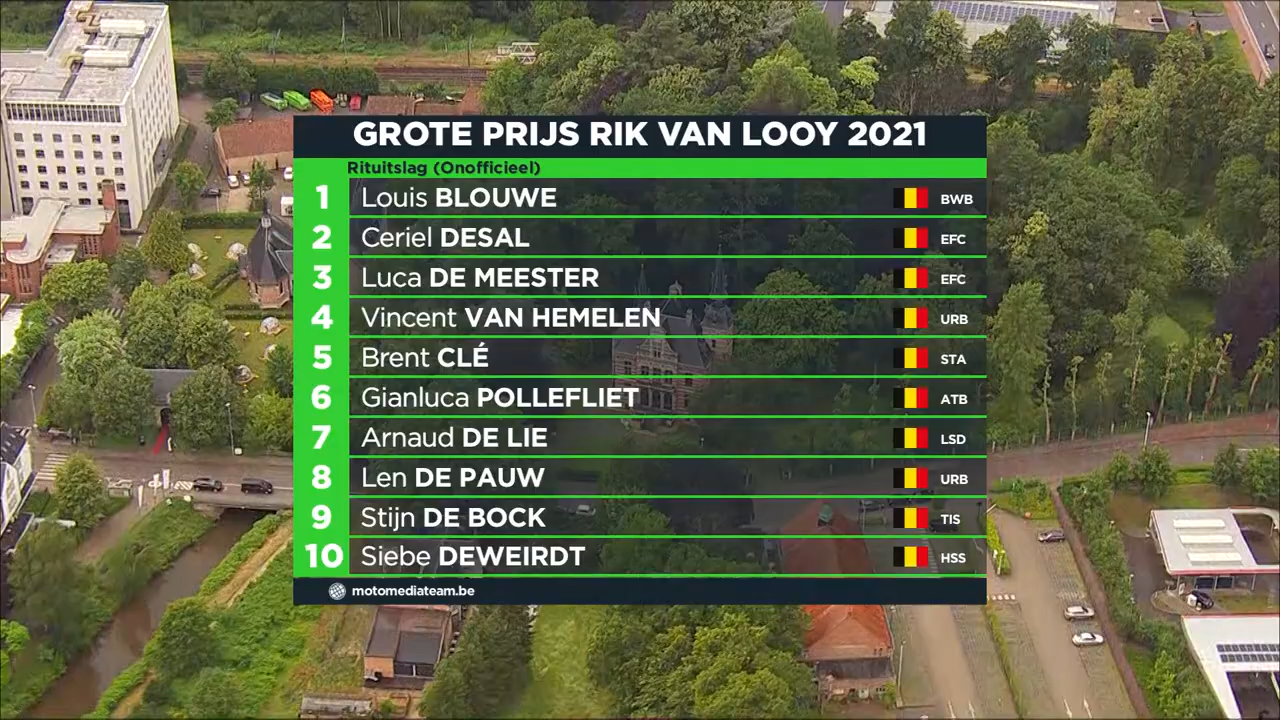 GROTE PRIJS RIK VAN LOOY 2021
Rituitslag (Onofficieel)
1 Louis BLOUWE BWB
2 Ceriel DESAL EFC
3 Luca DE MEESTER EFC
4 Vincent VAN HEMELEN URB
5 Brent CLÉ STA
6 Gianluca POLLEFLIET ATB
7 Arnaud DE LIE LSD
8 Len DE PAUW URB
9 Stijn DE BOCK TIS
10 Siebe DEWEIRDT HSS
motomediateam.be